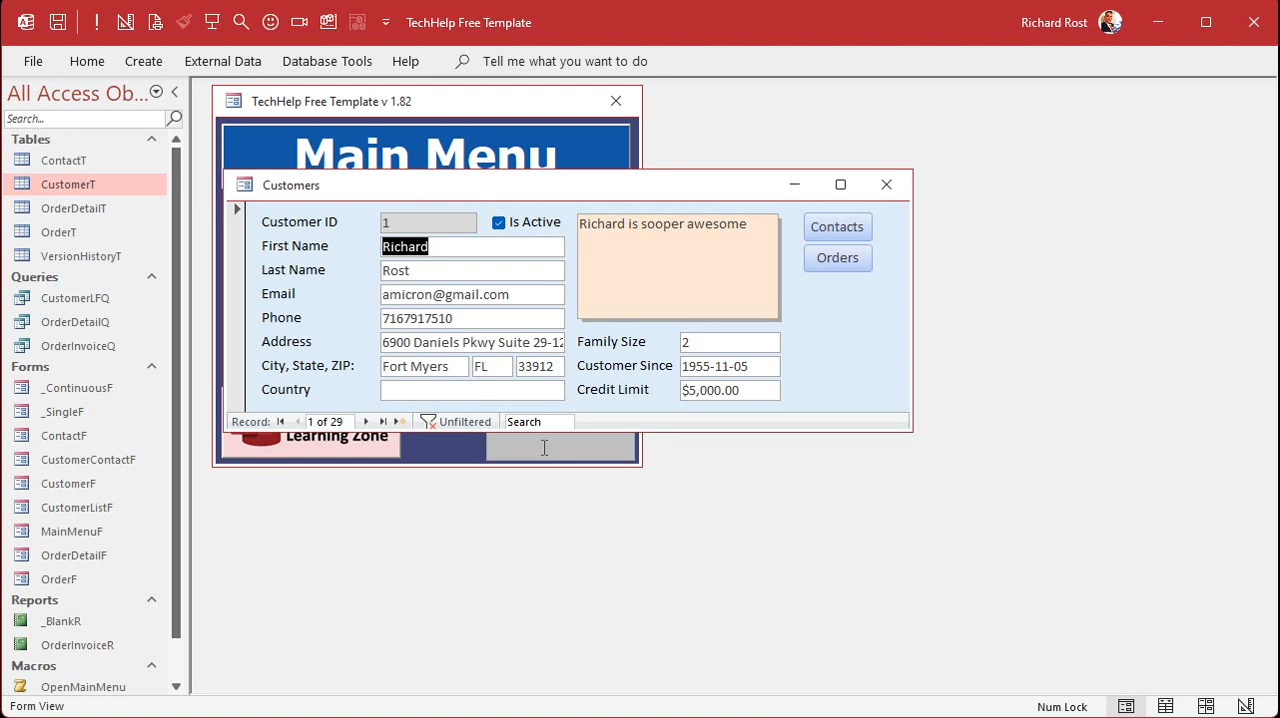 TechHelp Free Template
Richard Rost
File Home Create External Data Database Tools Help Tell me what you want to do
All Access Ob...
Search...
Tables
ContactT
CustomerT
OrderDetailT
OrderT
VersionHistoryT
Queries
CustomerLFQ
OrderDetailQ
OrderInvoiceQ
Forms
_ContinuousF
_SingleF
ContactF
CustomerContactF
CustomerF
CustomerListF
MainMenuF
OrderDetailF
OrderF
Reports
_BlankR
OrderInvoiceR
Macros
OpenMainMenu
TechHelp Free Template v 1.82
Main Menu
Customers
Customer ID 1 Is Active
First Name Richard
Last Name Rost
Email amicron@gmail.com
Phone 7167917510
Address 6900 Daniels Pkwy Suite 29-12
City, State, ZIP: Fort Myers FL 33912
Country
Richard is sooper awesome
Family Size 2
Customer Since 1955-11-05
Credit Limit $5,000.00
Contacts
Orders
Record: 1 of 29 Unfiltered Search
Learning Zone
Form View
Num Lock